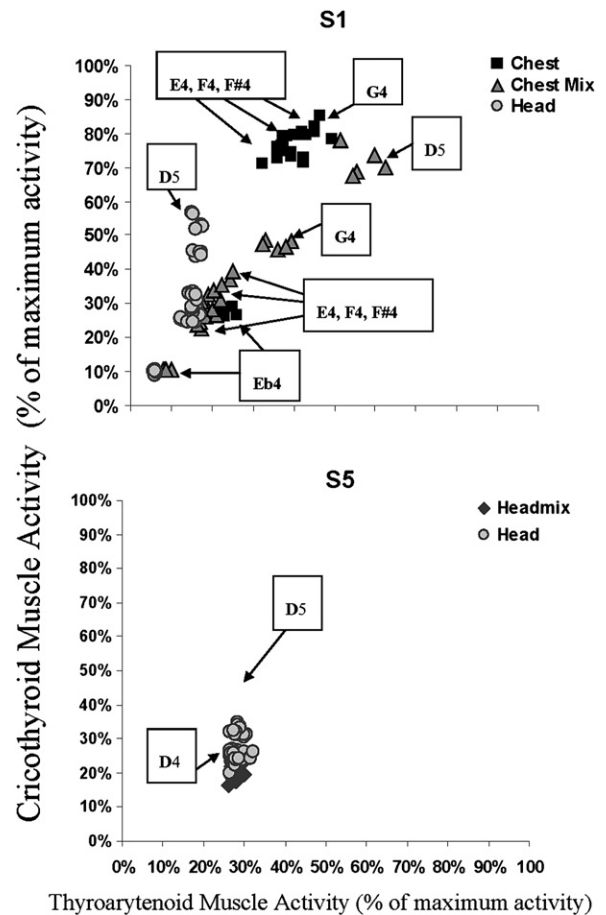 S1
Cricothyroid Muscle Activity (% of maximum activity)
100%
90%
80%
70%
60%
50%
40%
30%
20%
10%
0%
E4, F4, F#4
G4
Chest
Chest Mix
Head
D5
D5
G4
E4, F4, F#4
Eb4
S5
100%
90%
80%
70%
60%
50%
40%
30%
20%
10%
0%
Headmix
Head
D5
D4
0% 10% 20% 30% 40% 50% 60% 70% 80% 90% 100
Thyroarytenoid Muscle Activity (% of maximum activity)